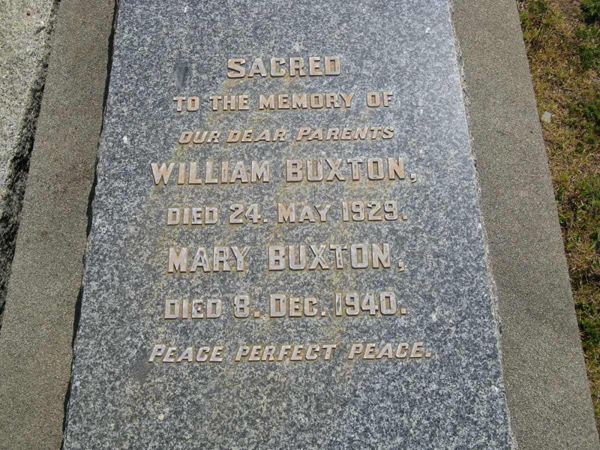 SACRED
TO THE MEMORY OF
OUR DEAR PARENTS
WILLIAM BUXTON,
DIED 24. MAY 1929.
MARY BUXTON,
DIED 8. DEC. 1940.
PEACE PERFECT PEACE.